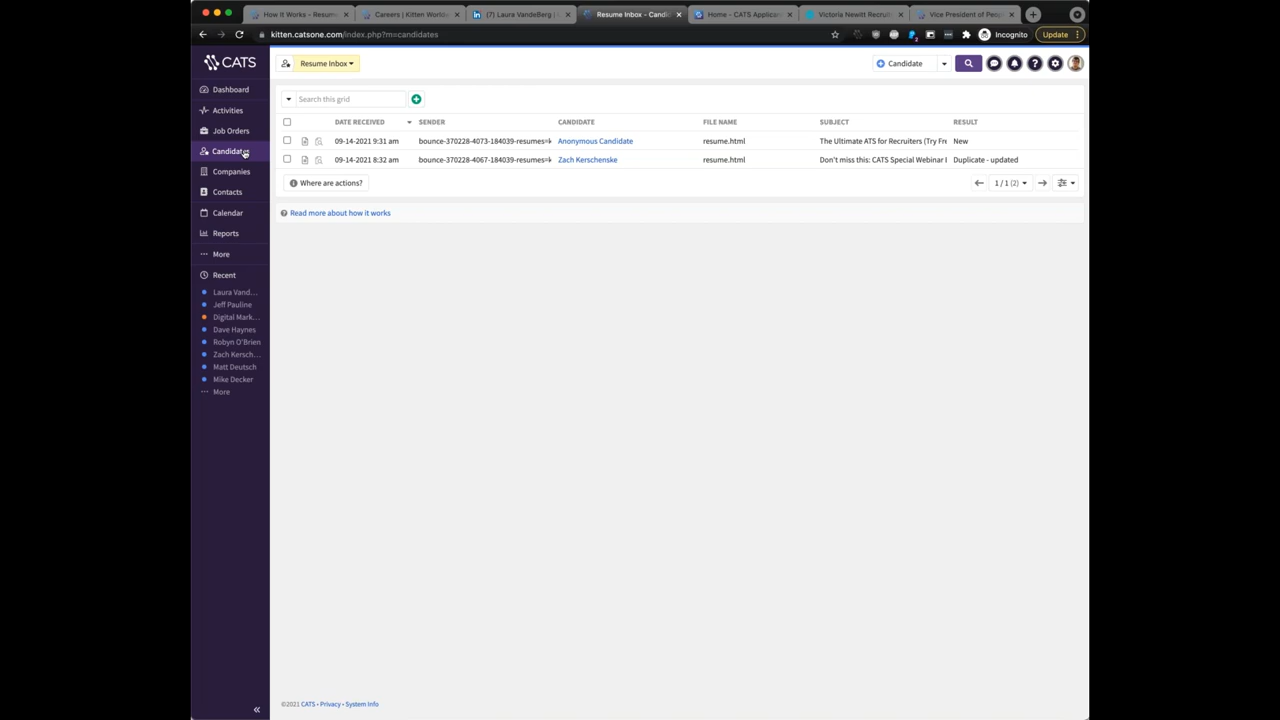 How It Works - Resume
Careers | Kitten Worldw
(7) Laura VandeBerg |
Resume Inbox - Candid
Home - CATS Applican
Victoria Newitt Recruit
Vice President of Peop
kitten.catsone.com/index.php?m=candidates
Incognito
Update
CATS
Resume Inbox
Candidate
Dashboard
Activities
Job Orders
Candidates
Companies
Contacts
Calendar
Reports
More
Recent
Laura Vand...
Jeff Pauline
Digital Mark...
Dave Haynes
Robyn O'Brien
Zach Kersch...
Matt Deutsch
Mike Decker
More
Search this grid
DATE RECEIVED SENDER CANDIDATE FILE NAME SUBJECT RESULT
09-14-2021 9:31 am bounce-370228-4073-184039-resumes= Anonymous Candidate resume.html The Ultimate ATS for Recruiters (Try Fre New
09-14-2021 8:32 am bounce-370228-4067-184039-resumes= Zach Kerschenske resume.html Don't miss this: CATS Special Webinar Duplicate - updated
Where are actions?
1 / 1 (2)
Read more about how it works
©2021 CATS • Privacy • System Info